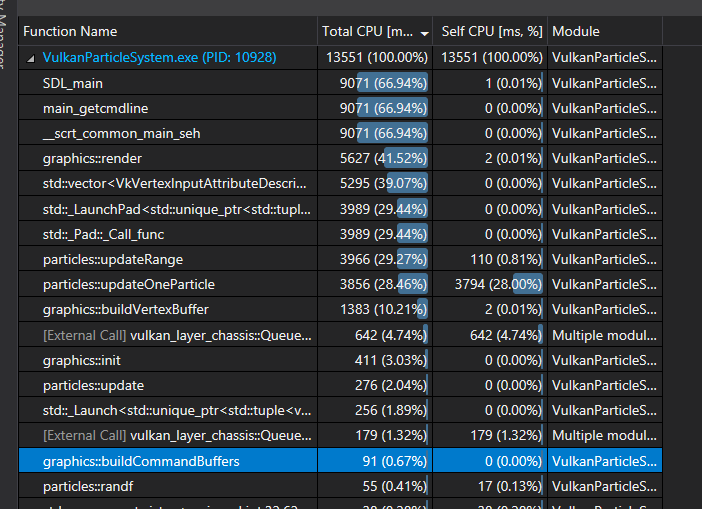 ty Manager
Function Name Total CPU [m... Self CPU [ms, %] Module
VulkanParticleSystem.exe (PID: 10928) 13551 (100.00%) 13551 (100.00%) VulkanParticleS...
SDL_main 9071 (66.94%) 1 (0.01%) VulkanParticleS...
main_getcmdline 9071 (66.94%) 0 (0.00%) VulkanParticleS...
__scrt_common_main_seh 9071 (66.94%) 0 (0.00%) VulkanParticleS...
graphics::render 5627 (41.52%) 2 (0.01%) VulkanParticleS...
std::vector<VkVertexInputAttributeDescri... 5295 (39.07%) 0 (0.00%) VulkanParticleS...
std::_LaunchPad<std::unique_ptr<std::tupl... 3989 (29.44%) 0 (0.00%) VulkanParticleS...
std::_Pad::_Call_func 3989 (29.44%) 0 (0.00%) VulkanParticleS...
particles::updateRange 3966 (29.27%) 110 (0.81%) VulkanParticleS...
particles::updateOneParticle 3856 (28.46%) 3794 (28.00%) VulkanParticleS...
graphics::buildVertexBuffer 1383 (10.21%) 2 (0.01%) VulkanParticleS...
[External Call] vulkan_layer_chassis::Queue... 642 (4.74%) 642 (4.74%) Multiple modul...
graphics::init 411 (3.03%) 0 (0.00%) VulkanParticleS...
particles::update 276 (2.04%) 0 (0.00%) VulkanParticleS...
std::_Launch<std::unique_ptr<std::tuple<v... 256 (1.89%) 0 (0.00%) VulkanParticleS...
[External Call] vulkan_layer_chassis::Queue... 179 (1.32%) 179 (1.32%) Multiple modul...
graphics::buildCommandBuffers 91 (0.67%) 0 (0.00%) VulkanParticleS...
particles::randf 55 (0.41%) 17 (0.13%) VulkanParticleS...